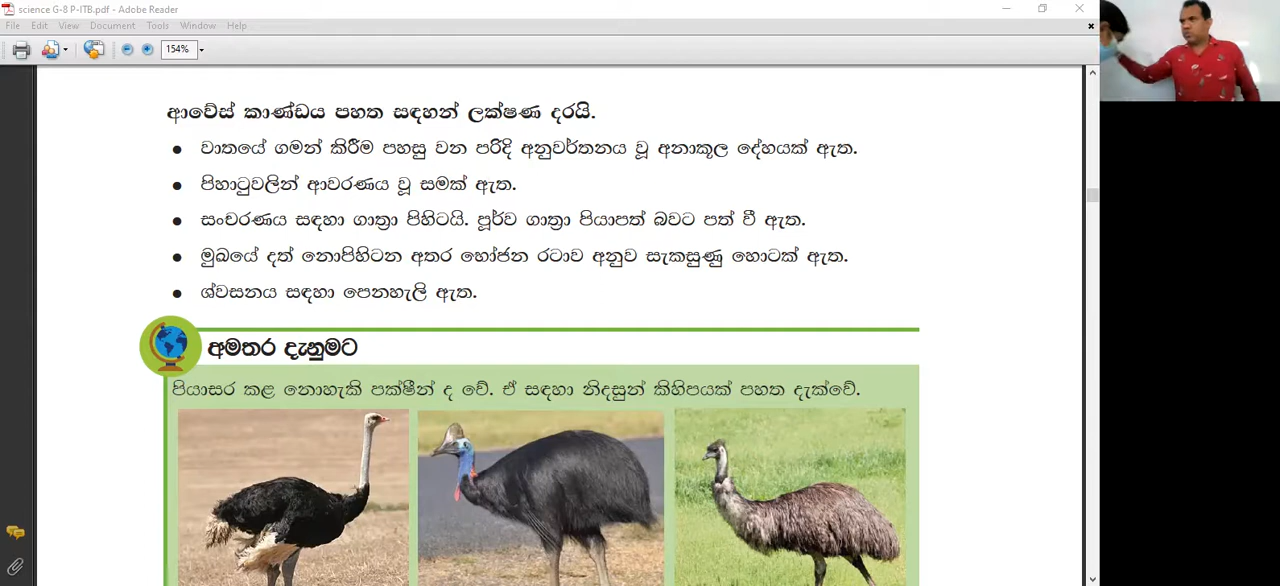 science G-8 P-ITB.pdf - Adobe Reader
File Edit View Document Tools Window Help
154%
ආවේස් කාණ්ඩය පහත සඳහන් ලක්ෂණ දරයි.
• වාතයේ ගමන් කිරීම පහසු වන පරිදි අනුවර්තනය වූ අනාකූල දේහයක් ඇත.
• පිහාටුවලින් ආවරණය වූ සමක් ඇත.
• සංචරණය සඳහා ගාත්‍රා පිහිටයි. පූර්ව ගාත්‍රා පියාපත් බවට පත් වී ඇත.
• මුඛයේ දත් නොපිහිටන අතර භෝජන රටාව අනුව සැකසුණු හොටක් ඇත.
• ශ්වසනය සඳහා පෙනහැලි ඇත.
අමතර දැනුමට
පියාසර කළ නොහැකි පක්ෂීන් ද වේ. ඒ සඳහා නිදසුන් කිහිපයක් පහත දැක්වේ.